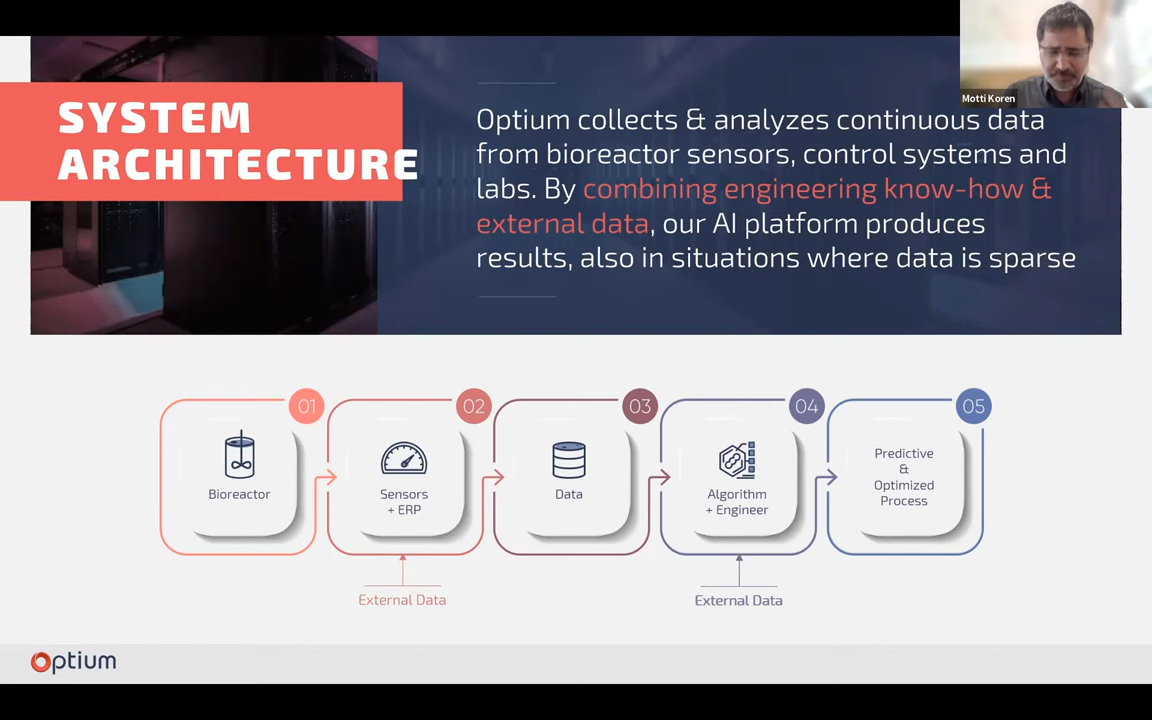 Motti Koren
SYSTEM
ARCHITECTURE
Optium collects & analyzes continuous data
from bioreactor sensors, control systems and
labs. By combining engineering know-how &
external data, our AI platform produces
results, also in situations where data is sparse
01
Bioreactor
02
Sensors
+ ERP
03
Data
04
Algorithm
+ Engineer
05
Predictive
&
Optimized
Process
External Data
External Data
Optium